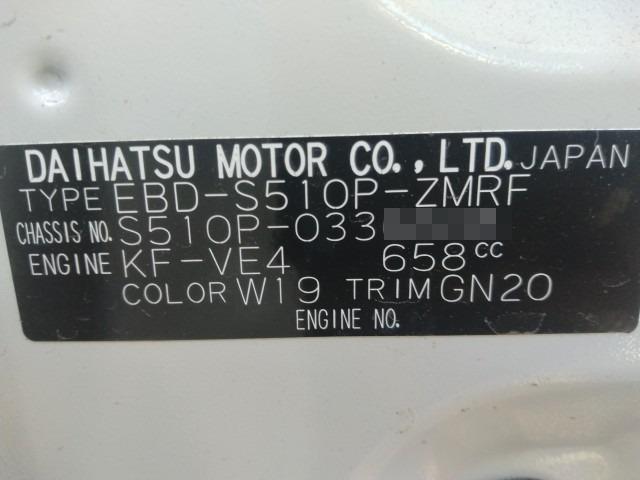 DAIHATSU MOTOR CO., LTD. JAPAN
TYPE EBD-S510P-ZMRF
CHASSIS NO. S510P-033
ENGINE KF-VE4 658cc
COLOR W19 TRIM GN20
ENGINE NO.